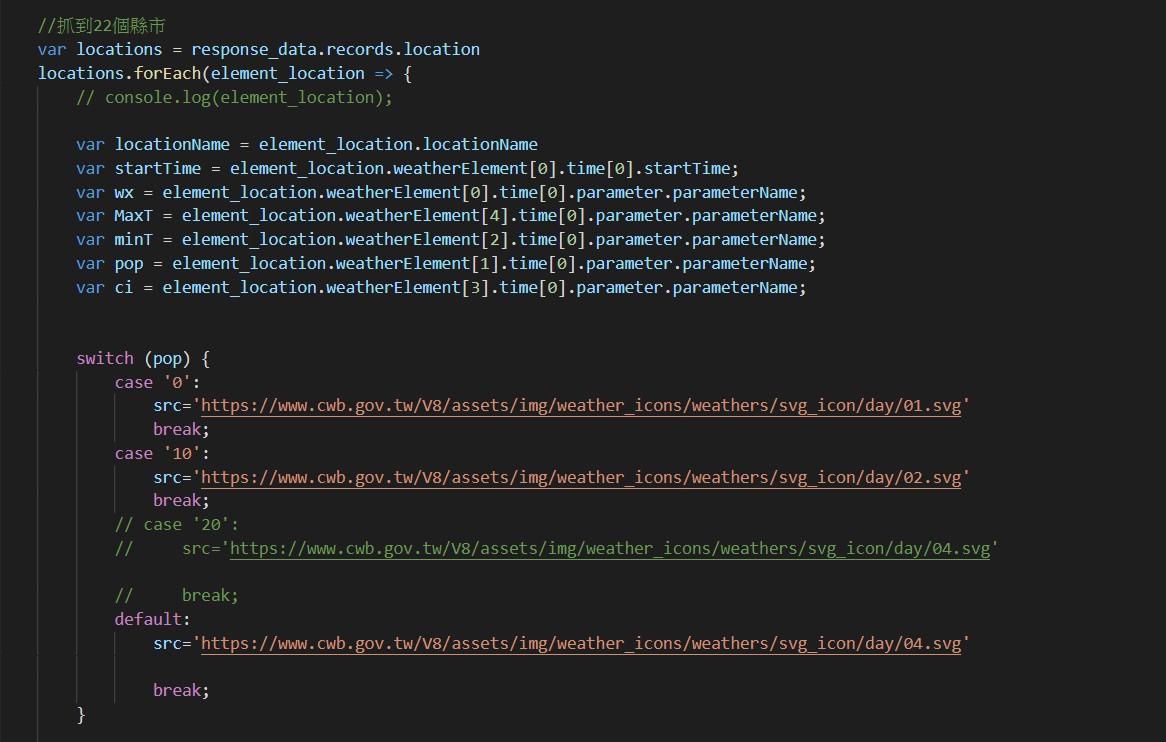 //抓到22個縣市
var locations = response_data.records.location
locations.forEach(element_location => {
// console.log(element_location);
var locationName = element_location.locationName
var startTime = element_location.weatherElement[0].time[0].startTime;
var wx = element_location.weatherElement[0].time[0].parameter.parameterName;
var MaxT = element_location.weatherElement[4].time[0].parameter.parameterName;
var minT = element_location.weatherElement[2].time[0].parameter.parameterName;
var pop = element_location.weatherElement[1].time[0].parameter.parameterName;
var ci = element_location.weatherElement[3].time[0].parameter.parameterName;
switch (pop) {
case '0':
src='https://www.cwb.gov.tw/V8/assets/img/weather_icons/weathers/svg_icon/day/01.svg'
break;
case '10':
src='https://www.cwb.gov.tw/V8/assets/img/weather_icons/weathers/svg_icon/day/02.svg'
break;
// case '20':
//     src='https://www.cwb.gov.tw/V8/assets/img/weather_icons/weathers/svg_icon/day/04.svg'
//     break;
default:
src='https://www.cwb.gov.tw/V8/assets/img/weather_icons/weathers/svg_icon/day/04.svg'
break;
}